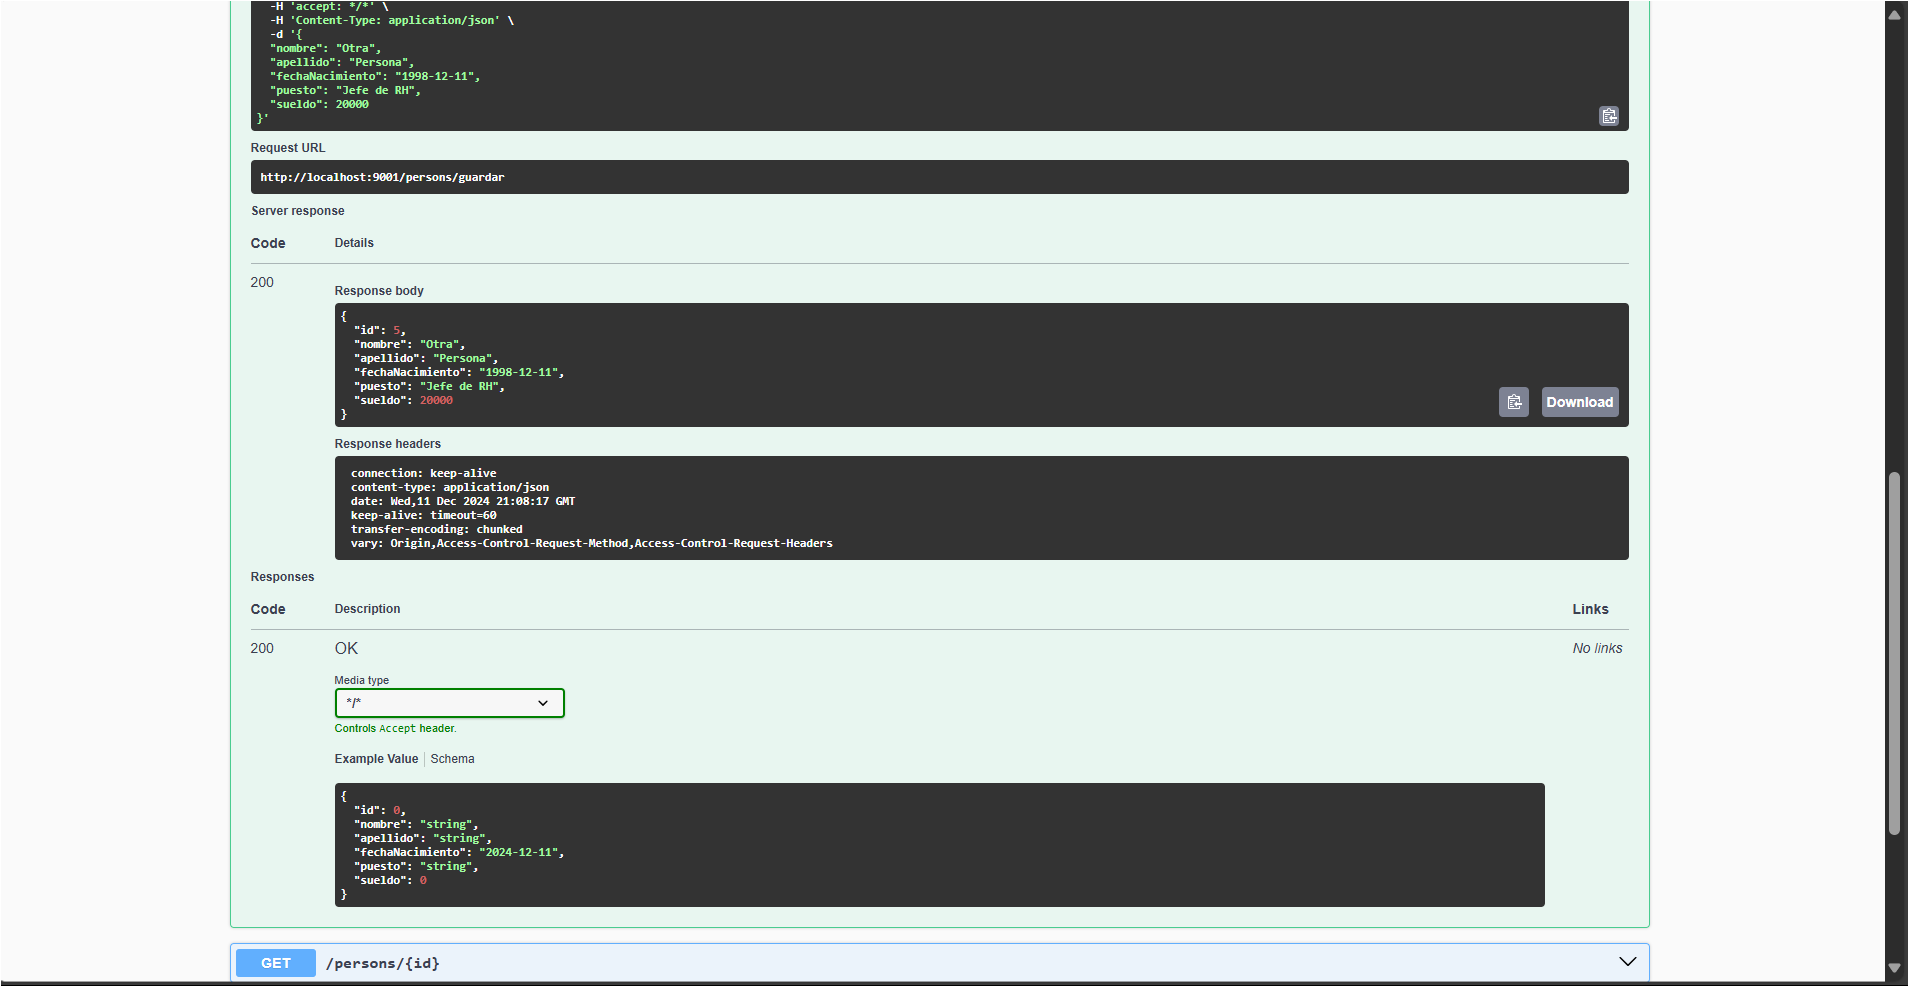 -H 'accept: */*' \
-H 'Content-Type: application/json' \
-d '{
"nombre": "Otra",
"apellido": "Persona",
"fechaNacimiento": "1998-12-11",
"puesto": "Jefe de RH",
"sueldo": 20000
}'
Request URL
http://localhost:9001/persons/guardar
Server response
Code Details
200
Response body
{
"id": 5,
"nombre": "Otra",
"apellido": "Persona",
"fechaNacimiento": "1998-12-11",
"puesto": "Jefe de RH",
"sueldo": 20000
}
Download
Response headers
connection: keep-alive
content-type: application/json
date: Wed,11 Dec 2024 21:08:17 GMT
keep-alive: timeout=60
transfer-encoding: chunked
vary: Origin,Access-Control-Request-Method,Access-Control-Request-Headers
Responses
Code Description Links
200 OK No links
Media type
*/*
Controls Accept header.
Example Value Schema
{
"id": 0,
"nombre": "string",
"apellido": "string",
"fechaNacimiento": "2024-12-11",
"puesto": "string",
"sueldo": 0
}
GET /persons/{id}